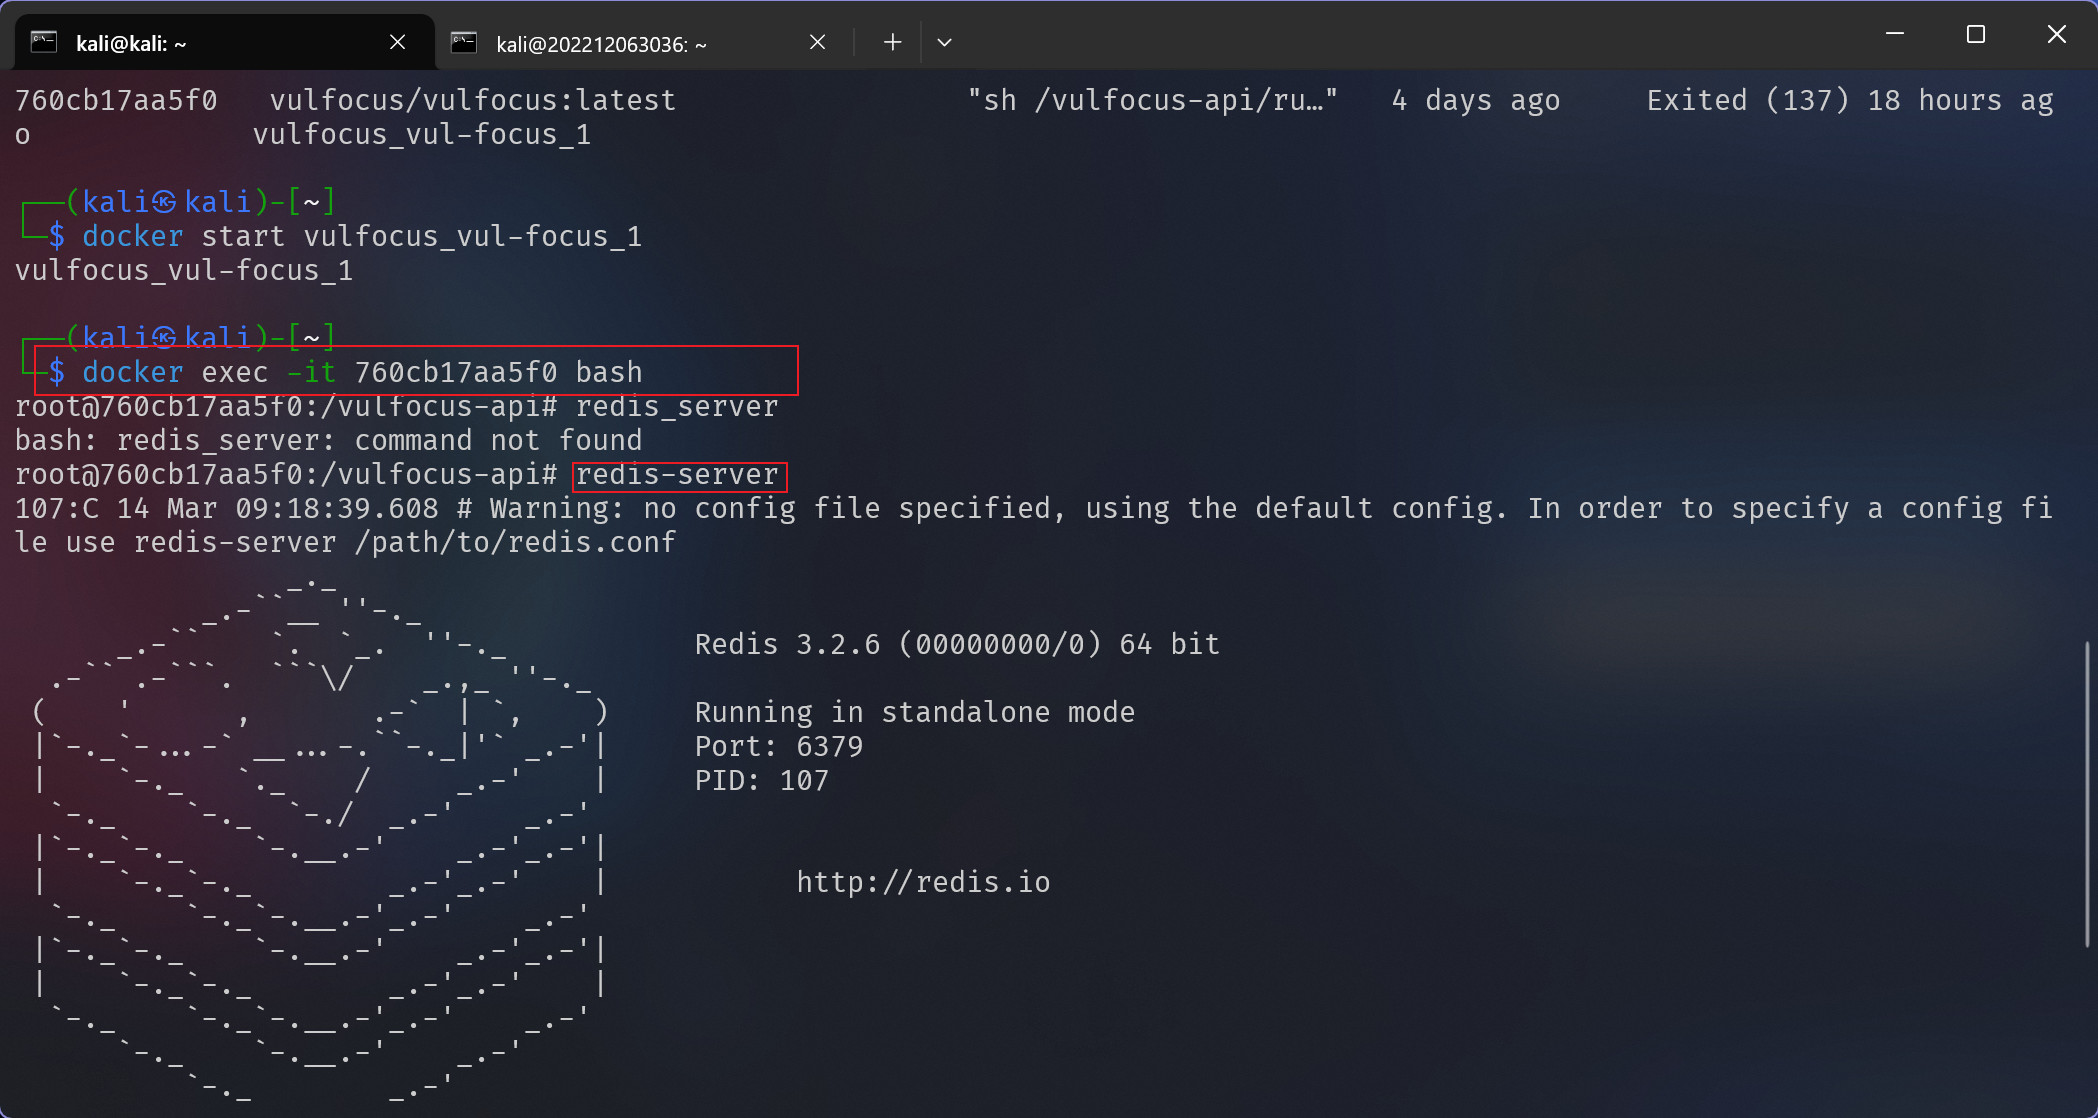 kali@kali: ~
kali@202212063036: ~
760cb17aa5f0   vulfocus/vulfocus:latest                 "sh /vulfocus-api/ru…"   4 days ago     Exited (137) 18 hours ag
o             vulfocus_vul-focus_1
┌──(kali㉿kali)-[~]
└─$ docker start vulfocus_vul-focus_1
vulfocus_vul-focus_1
┌──(kali㉿kali)-[~]
└─$ docker exec -it 760cb17aa5f0 bash
root@760cb17aa5f0:/vulfocus-api# redis_server
bash: redis_server: command not found
root@760cb17aa5f0:/vulfocus-api# redis-server
107:C 14 Mar 09:18:39.608 # Warning: no config file specified, using the default config. In order to specify a config fi
le use redis-server /path/to/redis.conf
Redis 3.2.6 (00000000/0) 64 bit
Running in standalone mode
Port: 6379
PID: 107
http://redis.io